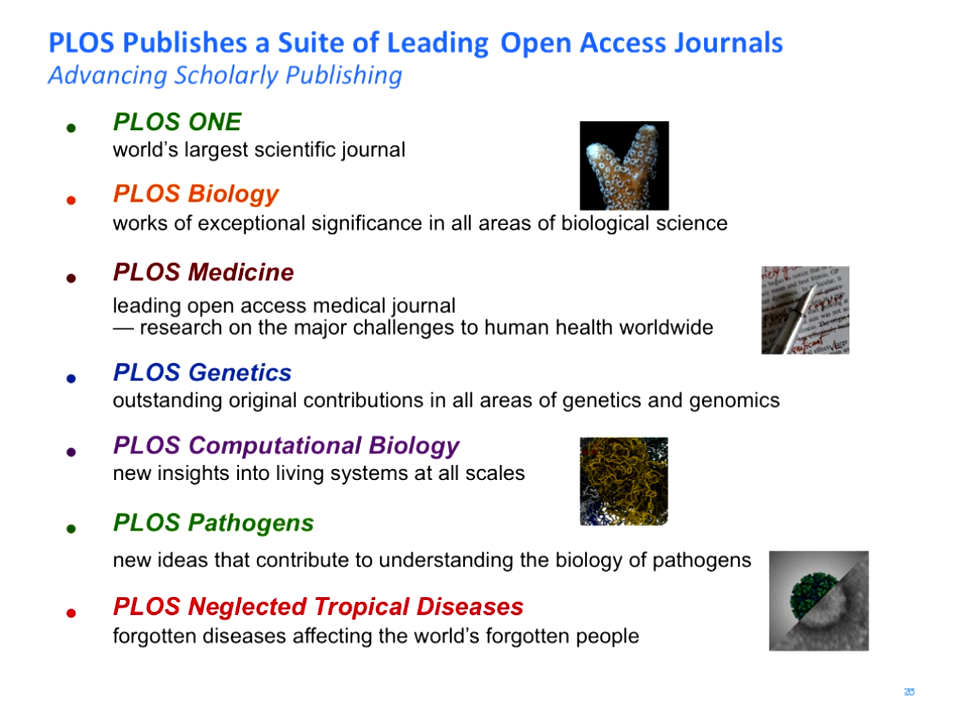 PLOS Publishes a Suite of Leading Open Access Journals
Advancing Scholarly Publishing
• PLOS ONE
world's largest scientific journal
• PLOS Biology
works of exceptional significance in all areas of biological science
• PLOS Medicine
leading open access medical journal
— research on the major challenges to human health worldwide
• PLOS Genetics
outstanding original contributions in all areas of genetics and genomics
• PLOS Computational Biology
new insights into living systems at all scales
• PLOS Pathogens
new ideas that contribute to understanding the biology of pathogens
• PLOS Neglected Tropical Diseases
forgotten diseases affecting the world's forgotten people